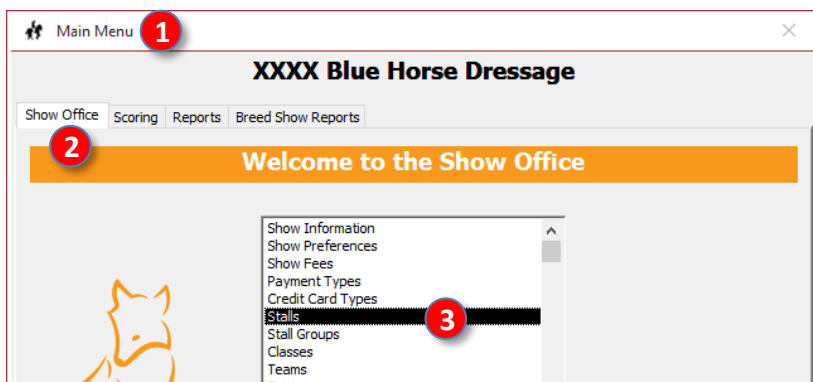 Main Menu 1
XXXX Blue Horse Dressage
Show Office Scoring Reports Breed Show Reports
2
Welcome to the Show Office
Show Information
Show Preferences
Show Fees
Payment Types
Credit Card Types
Stalls 3
Stall Groups
Classes
Teams